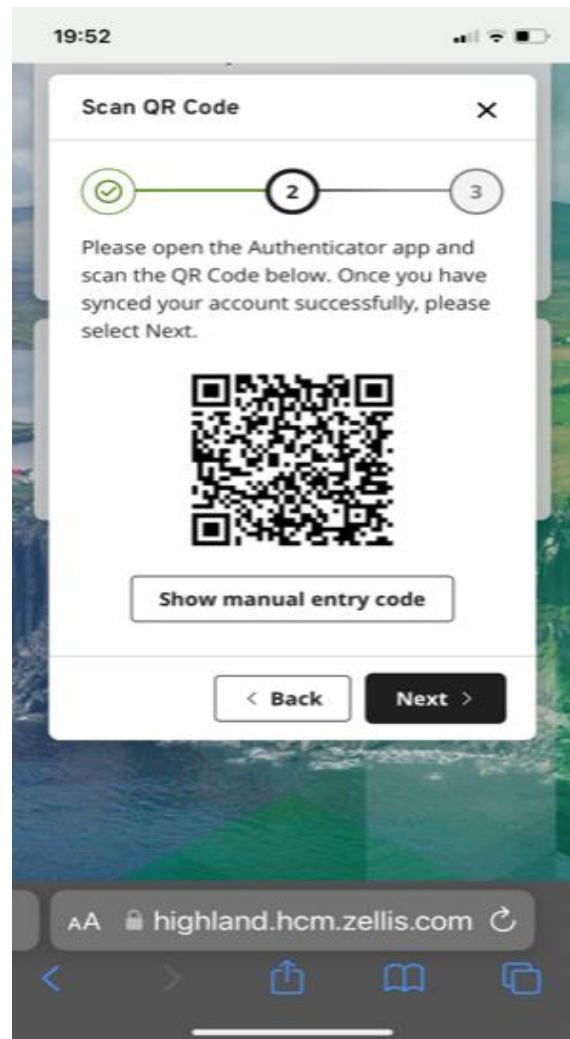 19:52
Scan QR Code
2
3
Please open the Authenticator app and
scan the QR Code below. Once you have
synced your account successfully, please
select Next.
Show manual entry code
< Back
Next >
AA highland.hcm.zellis.com